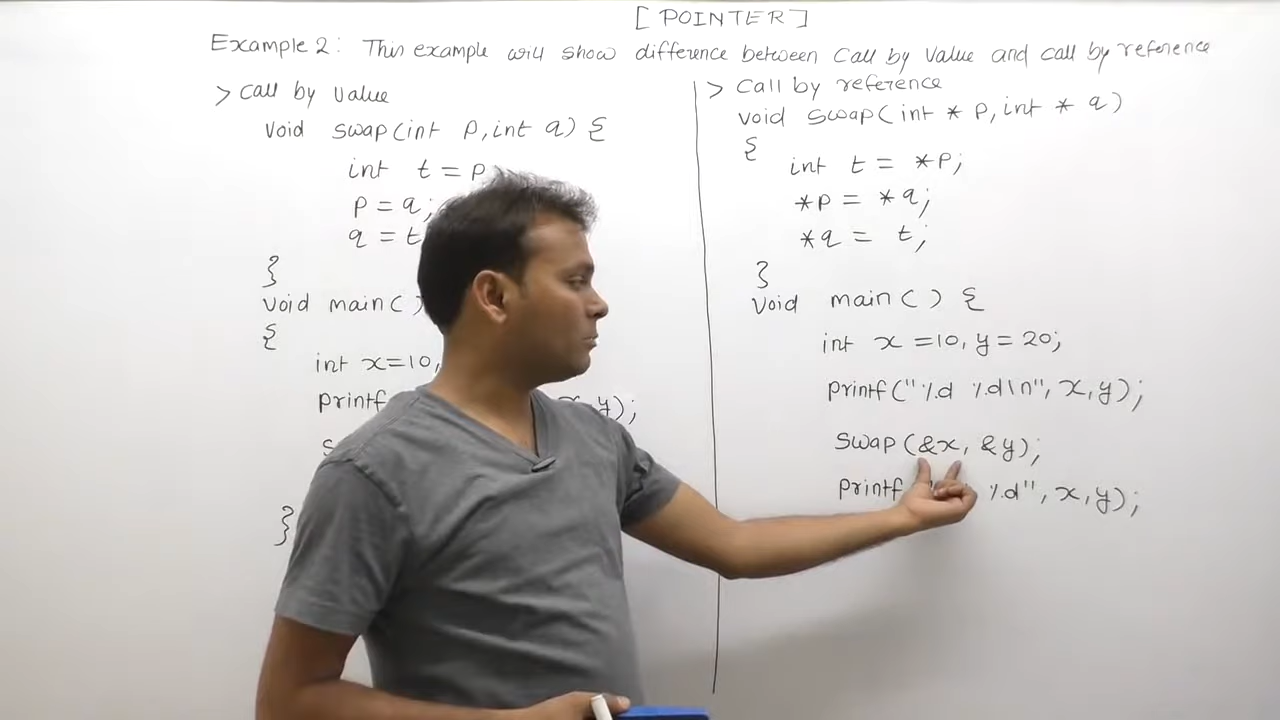 [ POINTER ]
Example 2: This example will show difference between Call by Value and call by reference
> Call by Value
void swap(int p, int q) {
int t = p
p = q;
q = t
}
void main( )
{
int x=10,
printf x, y);
S
}
> Call by reference
void swap( int * p, int * q)
{
int t = *p;
*p = *q;
*q = t;
}
void main( ) {
int x =10, y = 20;
printf("%d %d\n", x, y);
Swap (&x, &y);
printf %d", x, y);